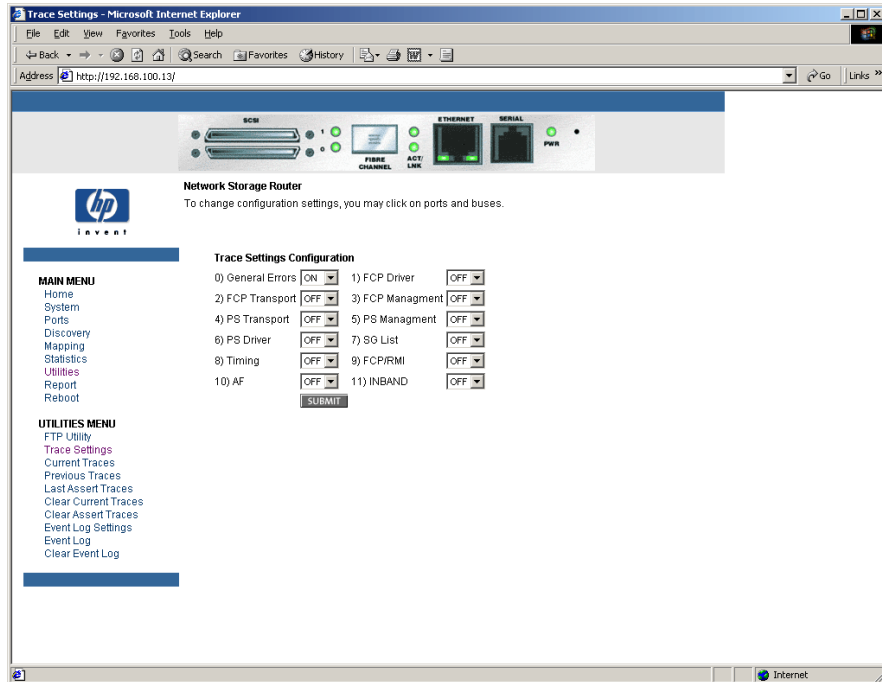 Trace Settings - Microsoft Internet Explorer
File Edit View Favorites Tools Help
Back Search Favorites History
Address http://192.168.100.13/ Go Links »
SCSI
1
0
FIBRE
CHANNEL
ACT/
LNK
ETHERNET
SERIAL
PWR
hp
invent
Network Storage Router
To change configuration settings, you may click on ports and buses.
MAIN MENU
Home
System
Ports
Discovery
Mapping
Statistics
Utilities
Report
Reboot
UTILITIES MENU
FTP Utility
Trace Settings
Current Traces
Previous Traces
Last Assert Traces
Clear Current Traces
Clear Assert Traces
Event Log Settings
Event Log
Clear Event Log
Trace Settings Configuration
0) General Errors ON 1) FCP Driver OFF
2) FCP Transport OFF 3) FCP Managment OFF
4) PS Transport OFF 5) PS Managment OFF
6) PS Driver OFF 7) SG List OFF
8) Timing OFF 9) FCP/RMI OFF
10) AF OFF 11) INBAND OFF
SUBMIT
Internet